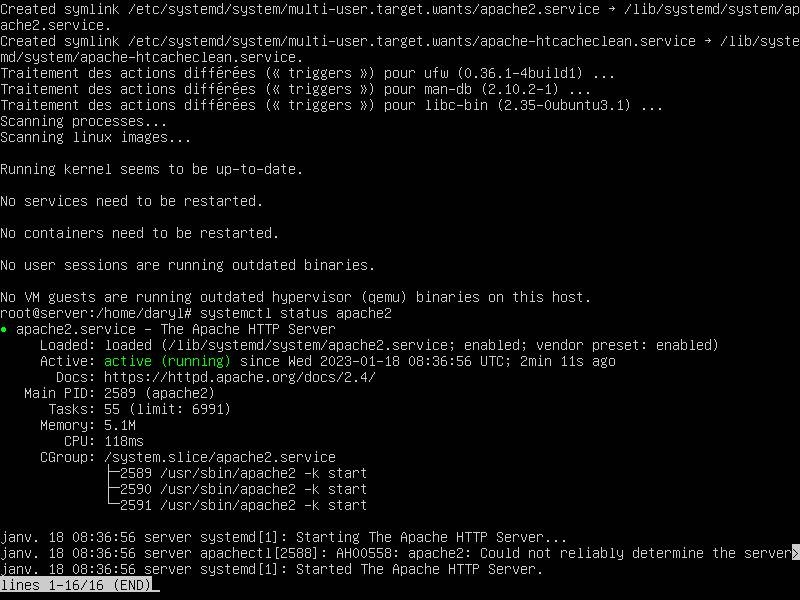 Created symlink /etc/systemd/system/multi-user.target.wants/apache2.service → /lib/systemd/system/ap
ache2.service.
Created symlink /etc/systemd/system/multi-user.target.wants/apache-htcacheclean.service → /lib/syste
md/system/apache-htcacheclean.service.
Traitement des actions différées (« triggers ») pour ufw (0.36.1-4build1) ...
Traitement des actions différées (« triggers ») pour man-db (2.10.2-1) ...
Traitement des actions différées (« triggers ») pour libc-bin (2.35-0ubuntu3.1) ...
Scanning processes...
Scanning linux images...
Running kernel seems to be up-to-date.
No services need to be restarted.
No containers need to be restarted.
No user sessions are running outdated binaries.
No VM guests are running outdated hypervisor (qemu) binaries on this host.
root@server:/home/daryl# systemctl status apache2
● apache2.service - The Apache HTTP Server
     Loaded: loaded (/lib/systemd/system/apache2.service; enabled; vendor preset: enabled)
     Active: active (running) since Wed 2023-01-18 08:36:56 UTC; 2min 11s ago
       Docs: https://httpd.apache.org/docs/2.4/
   Main PID: 2589 (apache2)
      Tasks: 55 (limit: 6991)
     Memory: 5.1M
        CPU: 118ms
     CGroup: /system.slice/apache2.service
             ├─2589 /usr/sbin/apache2 -k start
             ├─2590 /usr/sbin/apache2 -k start
             └─2591 /usr/sbin/apache2 -k start
janv. 18 08:36:56 server systemd[1]: Starting The Apache HTTP Server...
janv. 18 08:36:56 server apachectl[2588]: AH00558: apache2: Could not reliably determine the server>
janv. 18 08:36:56 server systemd[1]: Started The Apache HTTP Server.
lines 1-16/16 (END)